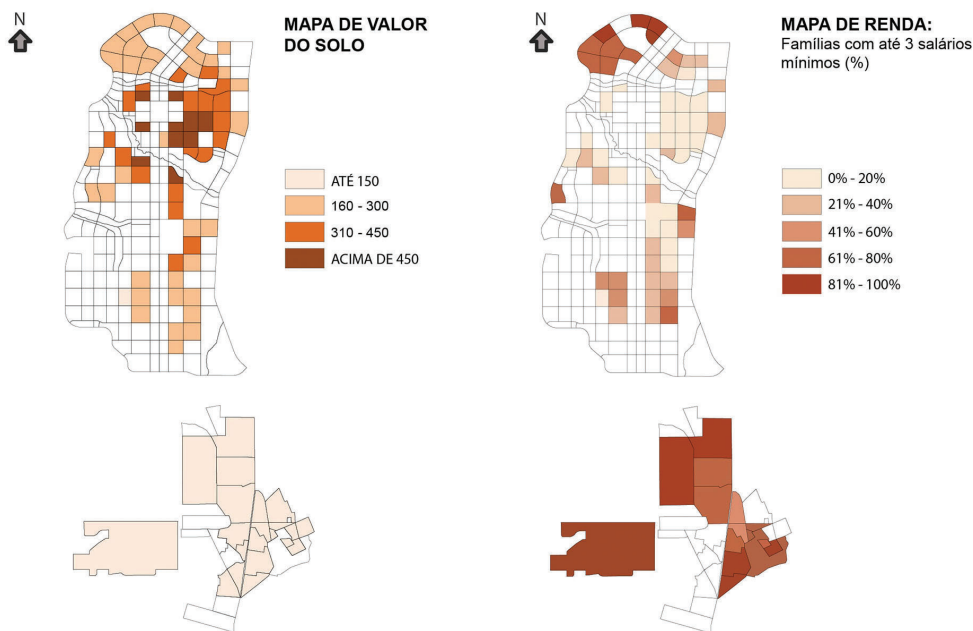 N
MAPA DE VALOR
DO SOLO
ATÉ 150
160 - 300
310 - 450
ACIMA DE 450
N
MAPA DE RENDA:
Famílias com até 3 salários
mínimos (%)
0% - 20%
21% - 40%
41% - 60%
61% - 80%
81% - 100%